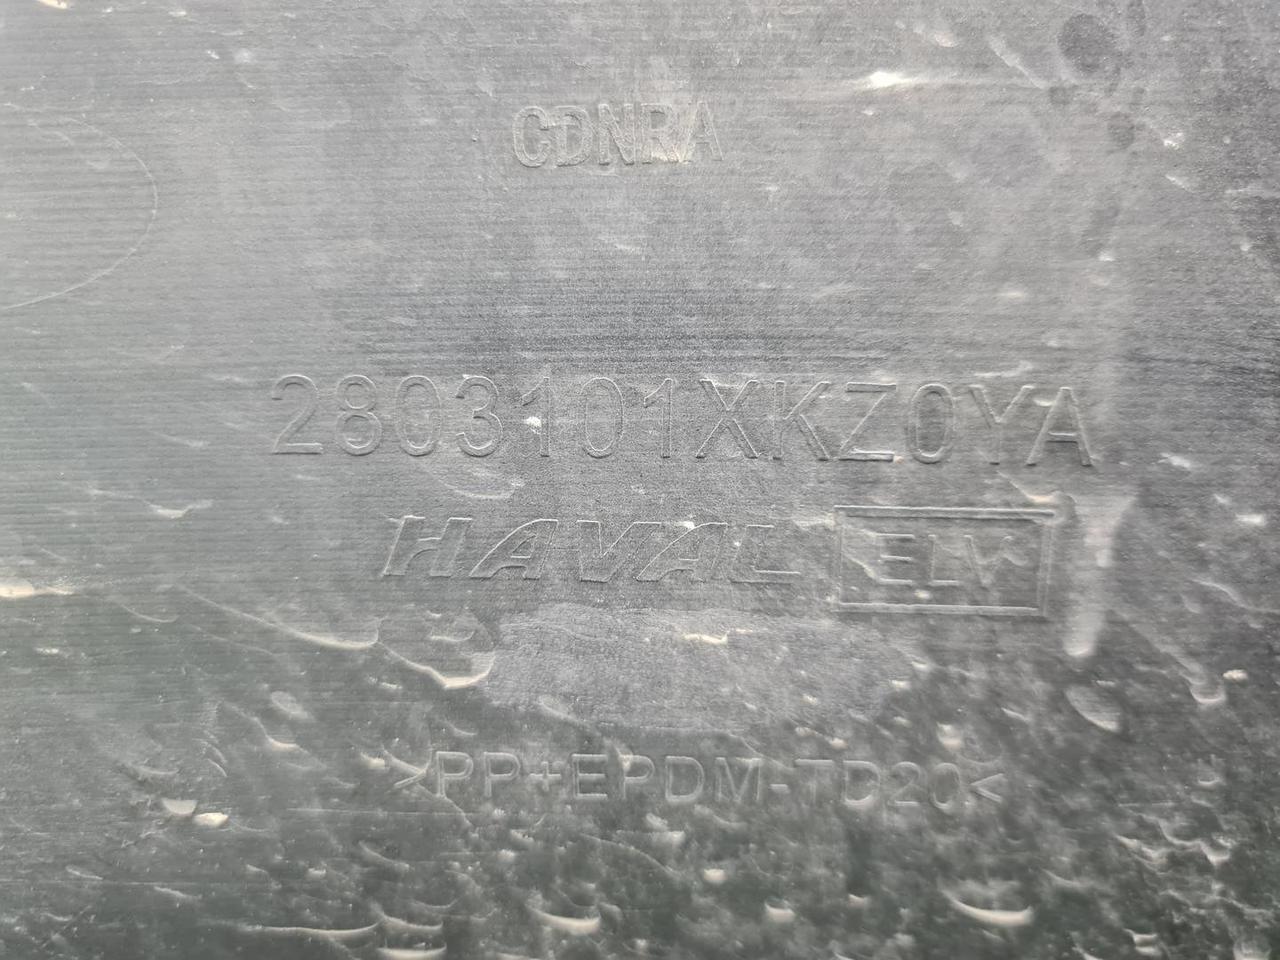 CDNRA
2803101XKZ0YA
HAVAL ELV
>PP+EPDM-TD20<